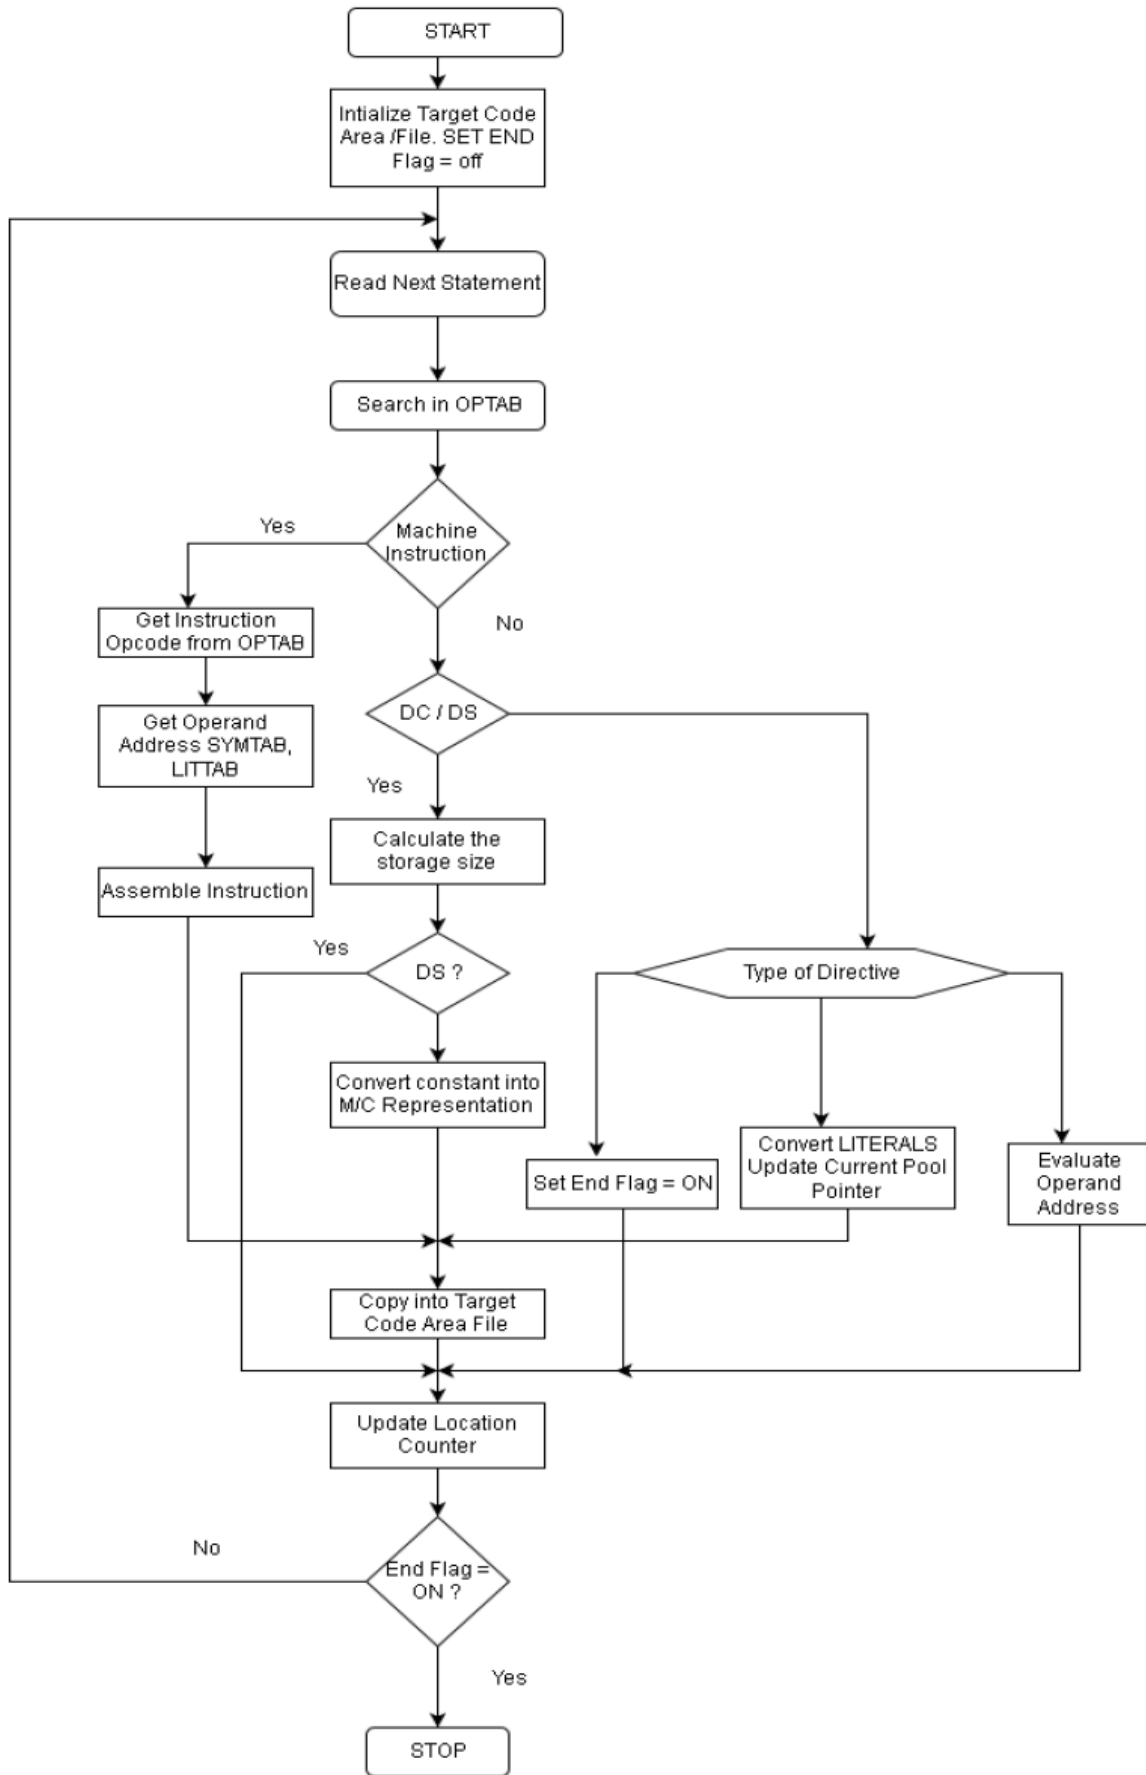 START
Intialize Target Code
Area /File. SET END
Flag = off
Read Next Statement
Search in OPTAB
Machine
Instruction
Yes
No
Get Instruction
Opcode from OPTAB
Get Operand
Address SYMTAB,
LITTAB
Assemble Instruction
DC / DS
Yes
Calculate the
storage size
Yes
DS ?
Type of Directive
Convert constant into
M/C Representation
Set End Flag = ON
Convert LITERALS
Update Current Pool
Pointer
Evaluate
Operand
Address
Copy into Target
Code Area File
Update Location
Counter
No
End Flag =
ON ?
Yes
STOP